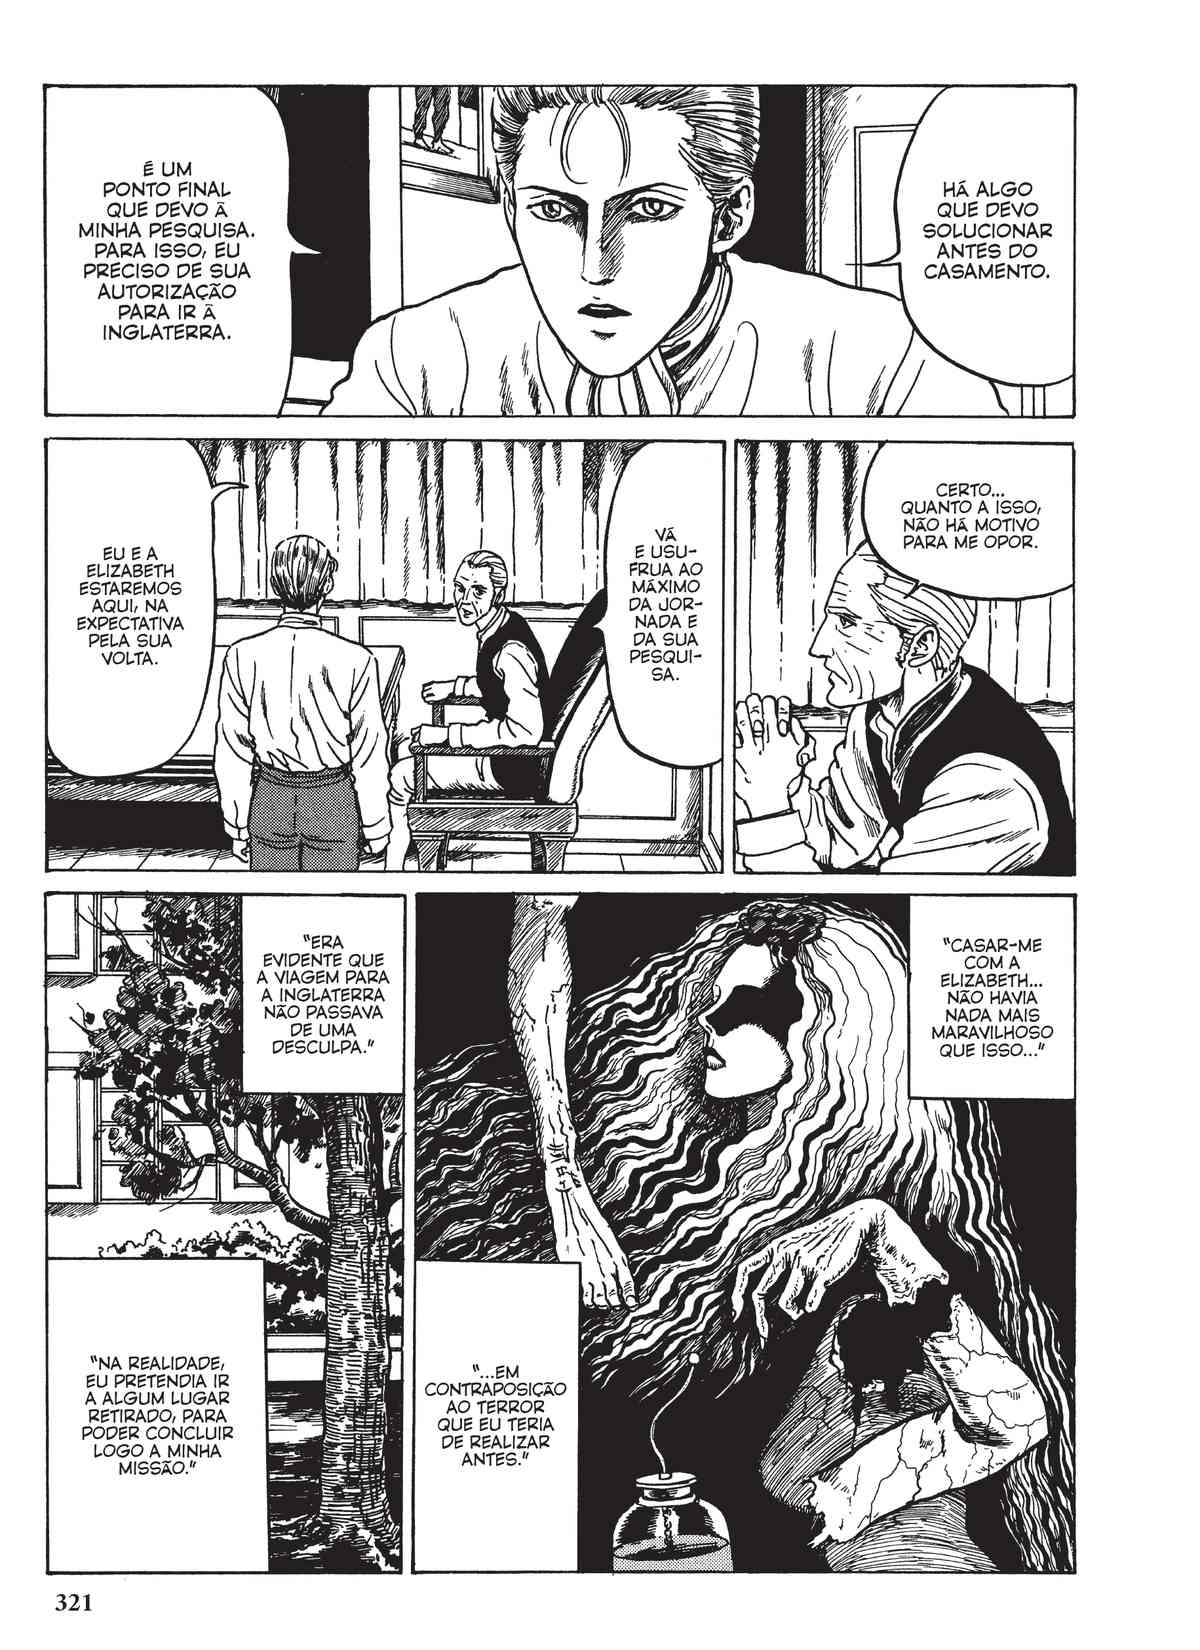 HÁ ALGO
QUE DEVO
SOLUCIONAR
ANTES DO
CASAMENTO.
É UM
PONTO FINAL
QUE DEVO À
MINHA PESQUISA.
PARA ISSO, EU
PRECISO DE SUA
AUTORIZAÇÃO
PARA IR À
INGLATERRA.
CERTO...
QUANTO A ISSO,
NÃO HÁ MOTIVO
PARA ME OPOR.
VÁ
E USU-
FRUA AO
MÁXIMO
DA JOR-
NADA E
DA SUA
PESQUI-
SA.
EU E A
ELIZABETH
ESTAREMOS
AQUI, NA
EXPECTATIVA
PELA SUA
VOLTA.
"CASAR-ME
COM A
ELIZABETH...
NÃO HAVIA
NADA MAIS
MARAVILHOSO
QUE ISSO..."
"...EM
CONTRAPOSIÇÃO
AO TERROR
QUE EU TERIA
DE REALIZAR
ANTES."
"ERA
EVIDENTE QUE
A VIAGEM PARA
A INGLATERRA
NÃO PASSAVA
DE UMA
DESCULPA."
"NA REALIDADE,
EU PRETENDIA IR
A ALGUM LUGAR
RETIRADO, PARA
PODER CONCLUIR
LOGO A MINHA
MISSÃO."
321